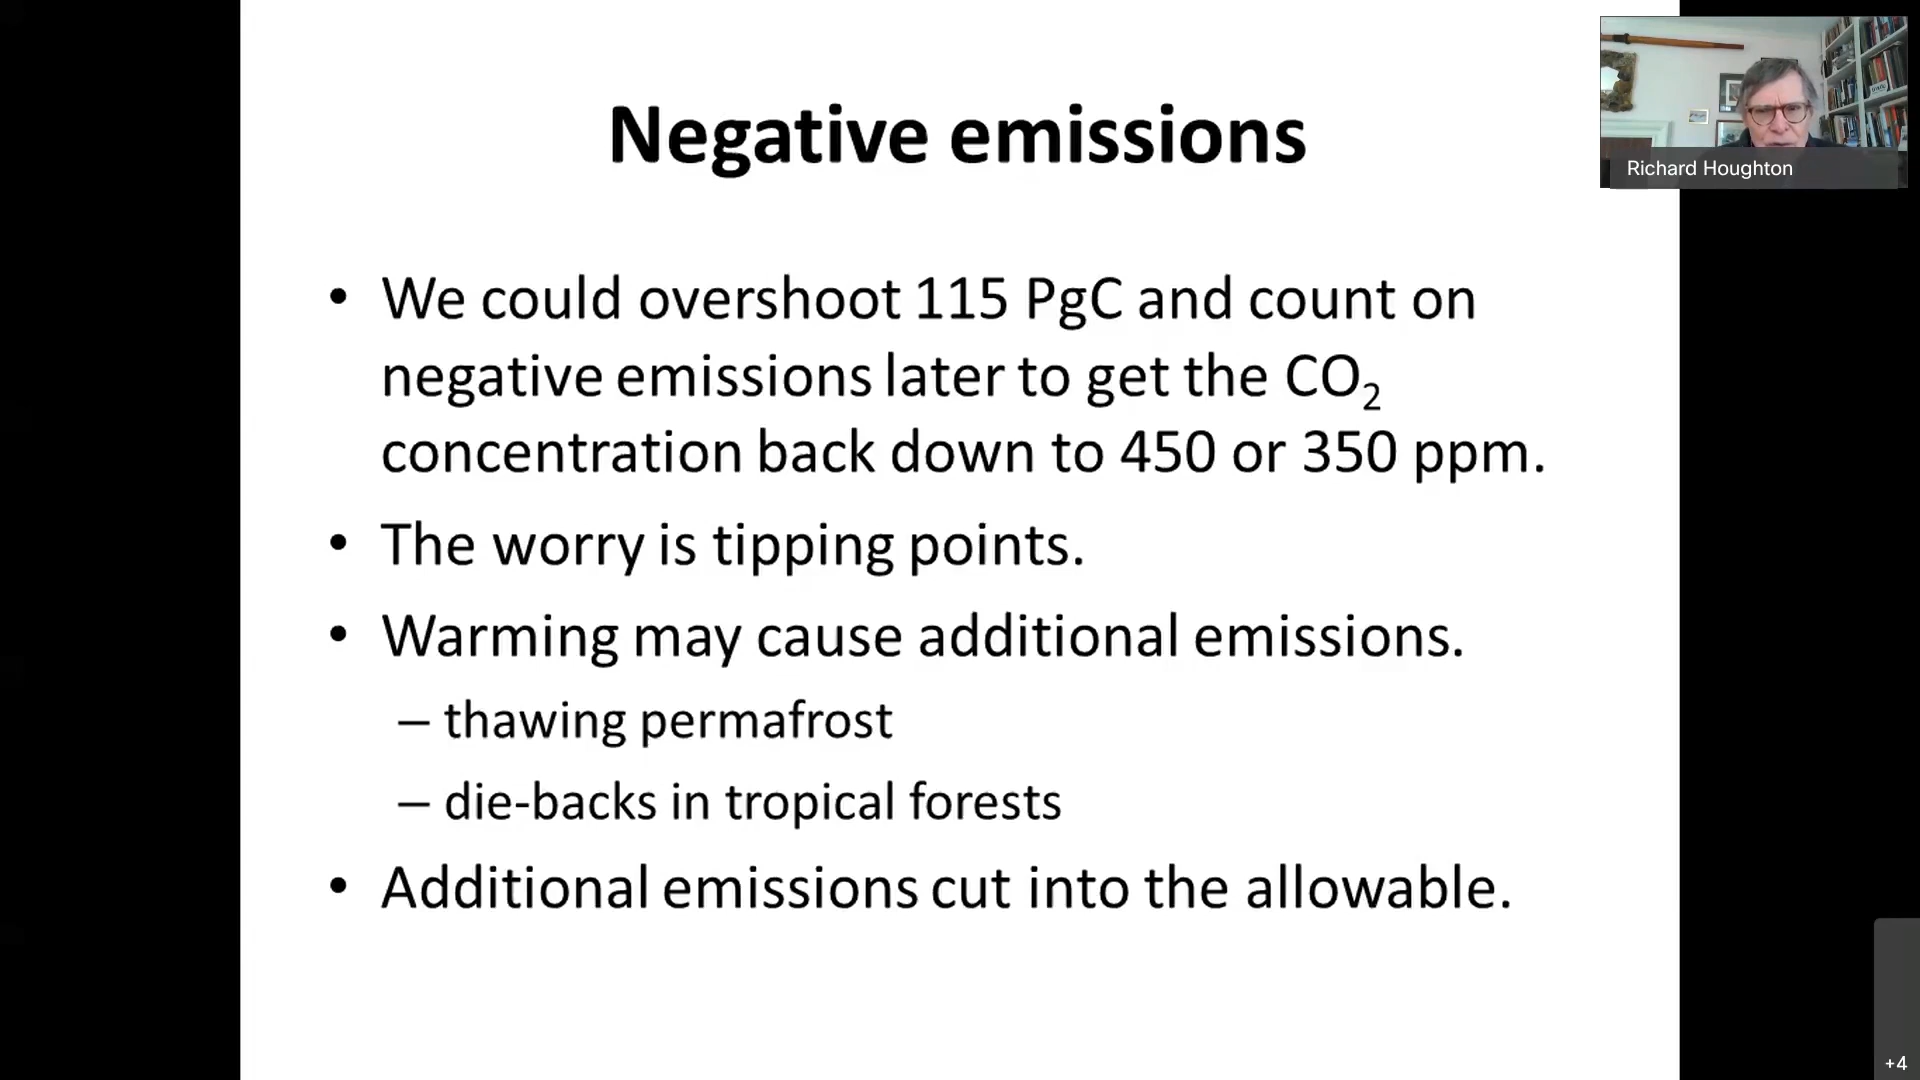 Negative emissions
Richard Houghton
• We could overshoot 115 PgC and count on
negative emissions later to get the CO₂
concentration back down to 450 or 350 ppm.
• The worry is tipping points.
• Warming may cause additional emissions.
– thawing permafrost
– die-backs in tropical forests
• Additional emissions cut into the allowable.
+4